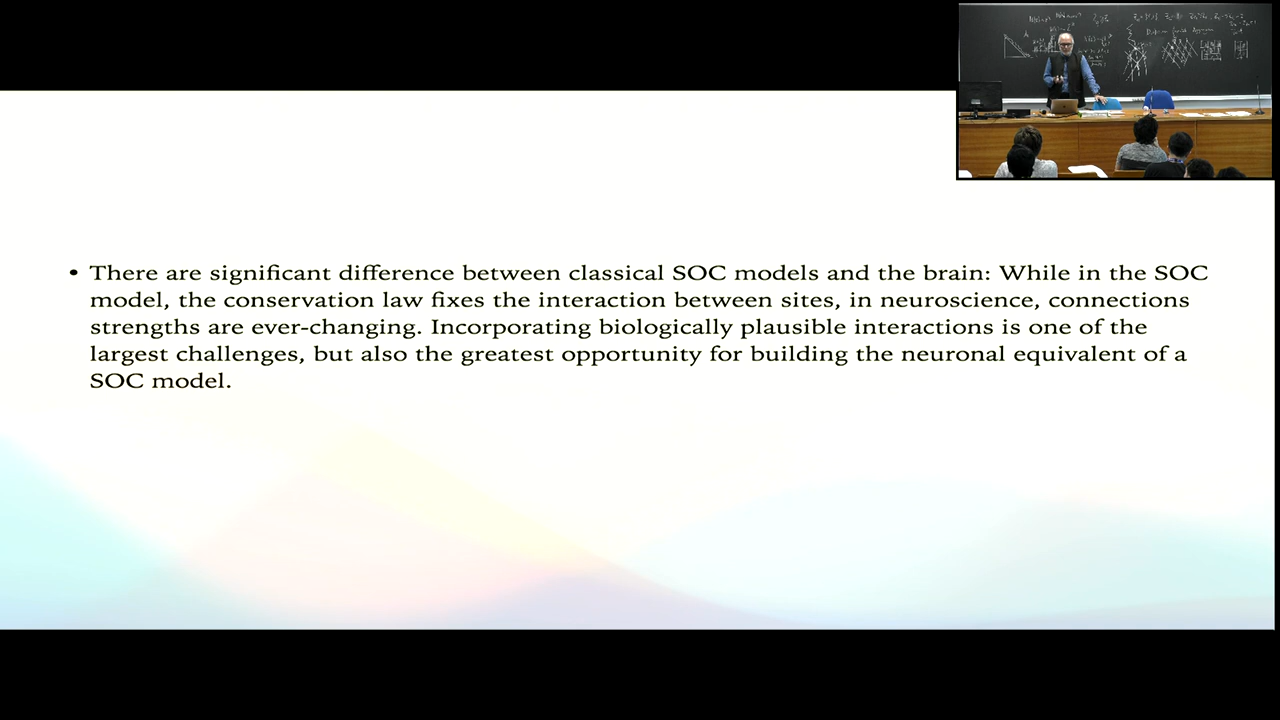 • There are significant difference between classical SOC models and the brain: While in the SOC
model, the conservation law fixes the interaction between sites, in neuroscience, connections
strengths are ever-changing. Incorporating biologically plausible interactions is one of the
largest challenges, but also the greatest opportunity for building the neuronal equivalent of a
SOC model.